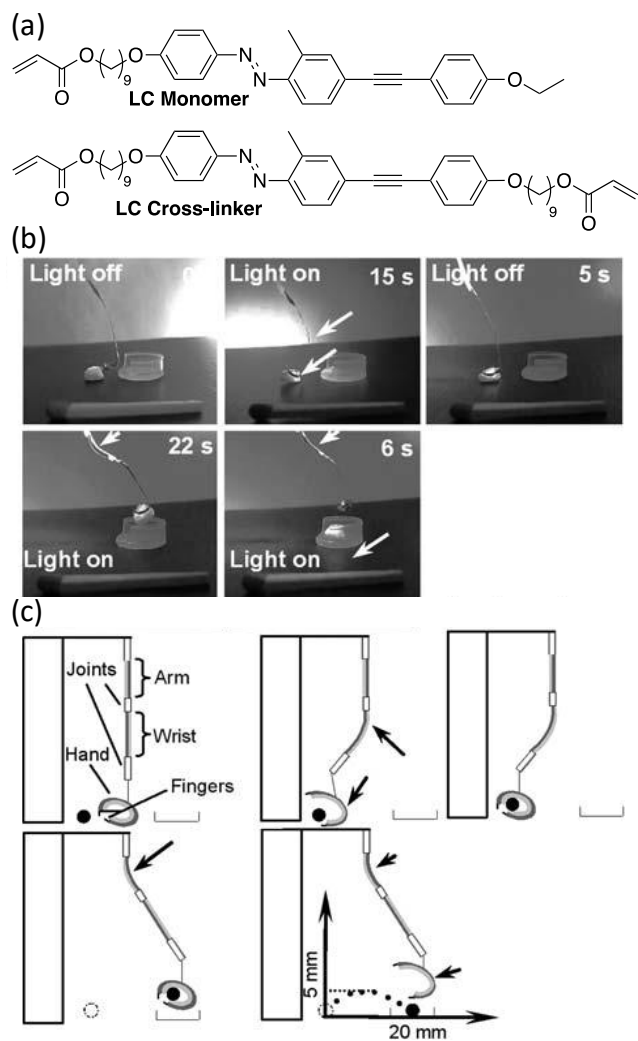 (a)
O
O
9
O
N
N
O
LC Monomer
O
O
9
O
N
N
O
O
9
O
LC Cross-linker
(b)
Light off
Light on
15 s
Light off
5 s
22 s
Light on
6 s
Light on
(c)
Joints
Arm
Wrist
Hand
Fingers
5 mm
20 mm